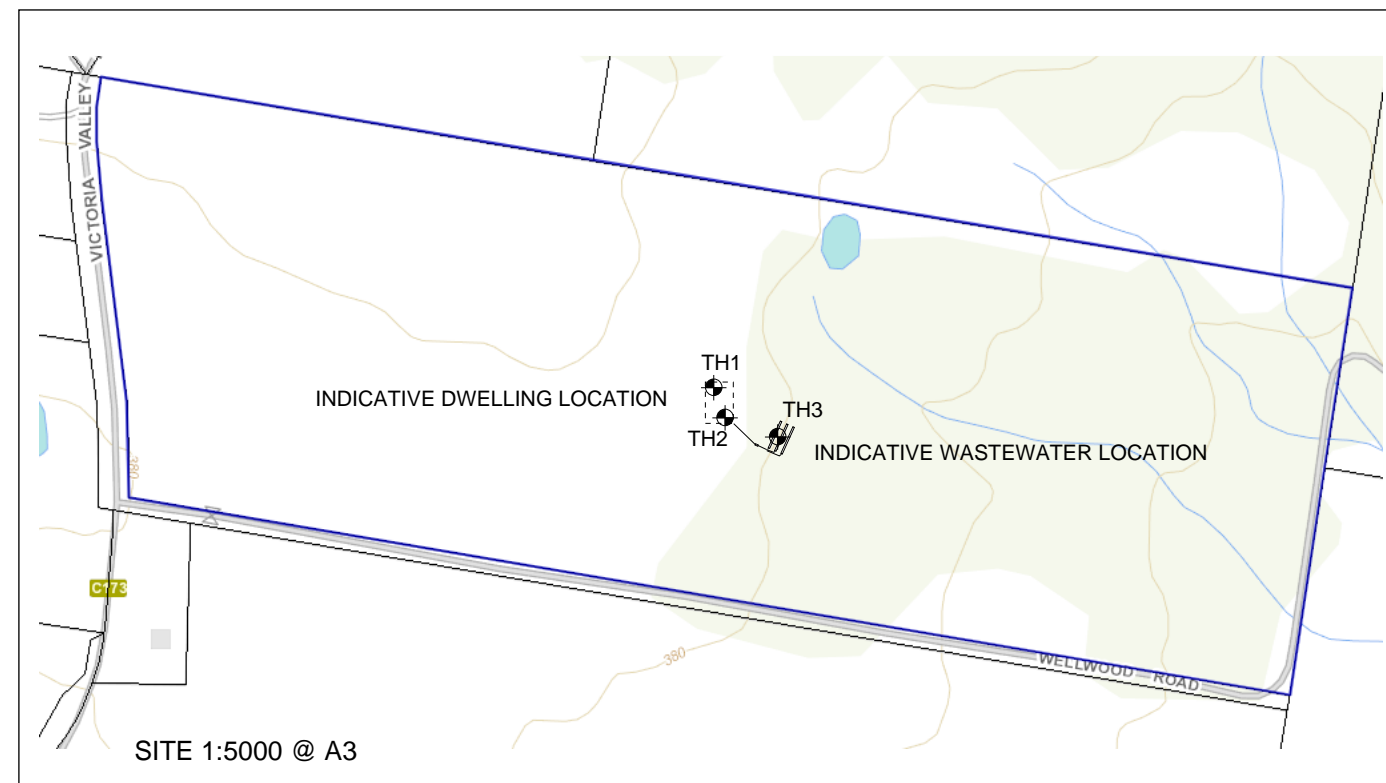 VICTORIA VALLEY
TH1
INDICATIVE DWELLING LOCATION
TH3
TH2
INDICATIVE WASTEWATER LOCATION
380
C173
380
WELLWOOD ROAD
SITE 1:5000 @ A3